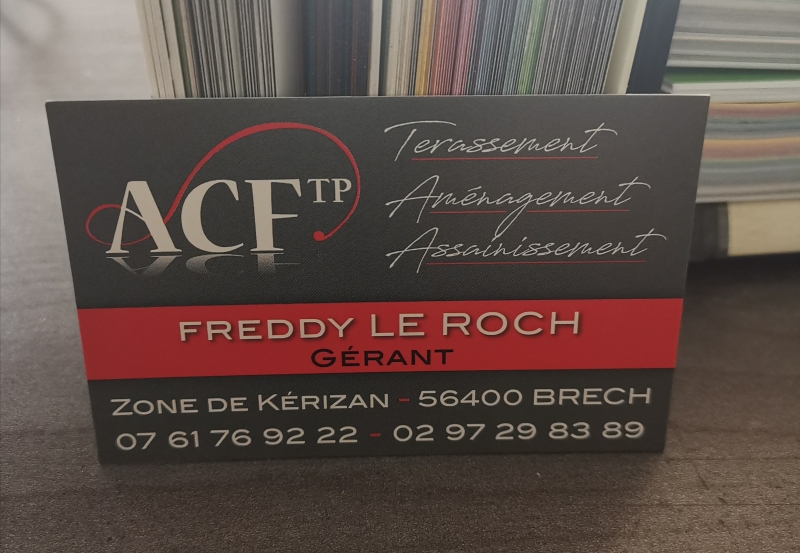 ACF TP
Terassement
Aménagement
Assainissement
FREDDY LE ROCH
GÉRANT
ZONE DE KÉRIZAN - 56400 BRECH
07 61 76 92 22 - 02 97 29 83 89